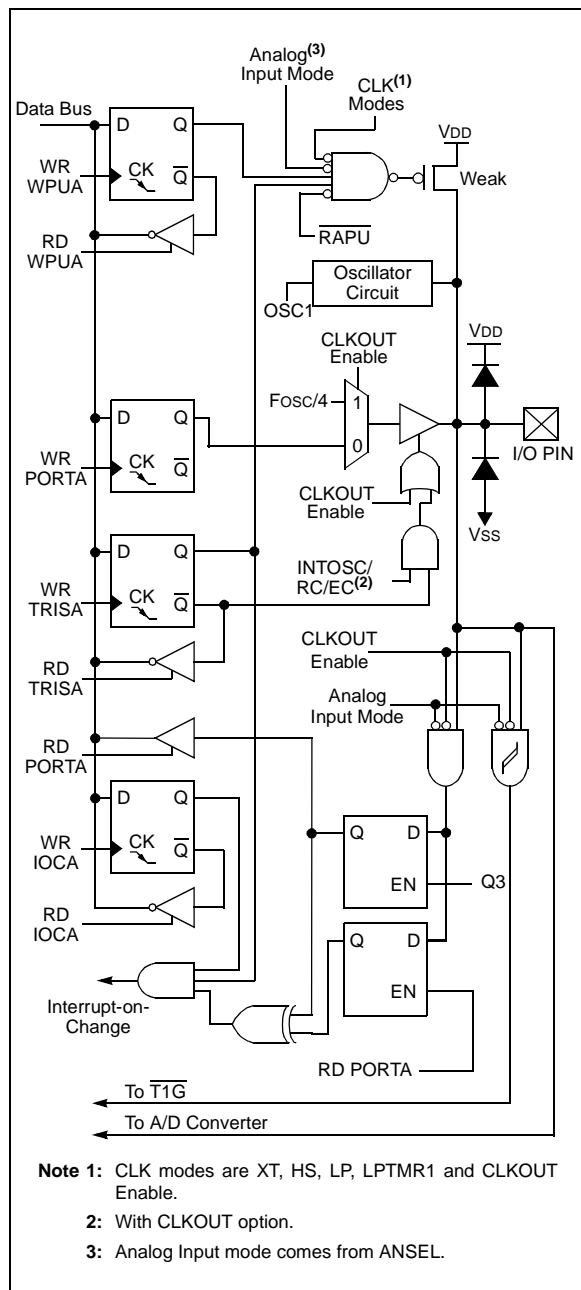 Analog(3)
Input Mode
CLK(1)
Modes
Data Bus
D Q
VDD
WR
WPUA
CK Q
Weak
RD
WPUA
RAPU
Oscillator
Circuit
OSC1
CLKOUT
Enable
VDD
FOSC/4
1
D Q
0
I/O PIN
WR
PORTA
CK Q
CLKOUT
Enable
VSS
D Q
WR
TRISA
CK Q
INTOSC/
RC/EC(2)
RD
TRISA
CLKOUT
Enable
Analog
Input Mode
RD
PORTA
D Q
Q D
WR
IOCA
CK Q
EN
Q3
RD
IOCA
Q D
Interrupt-on-
Change
EN
RD PORTA
To T1G
To A/D Converter
Note 1: CLK modes are XT, HS, LP, LPTMR1 and CLKOUT
Enable.
2: With CLKOUT option.
3: Analog Input mode comes from ANSEL.